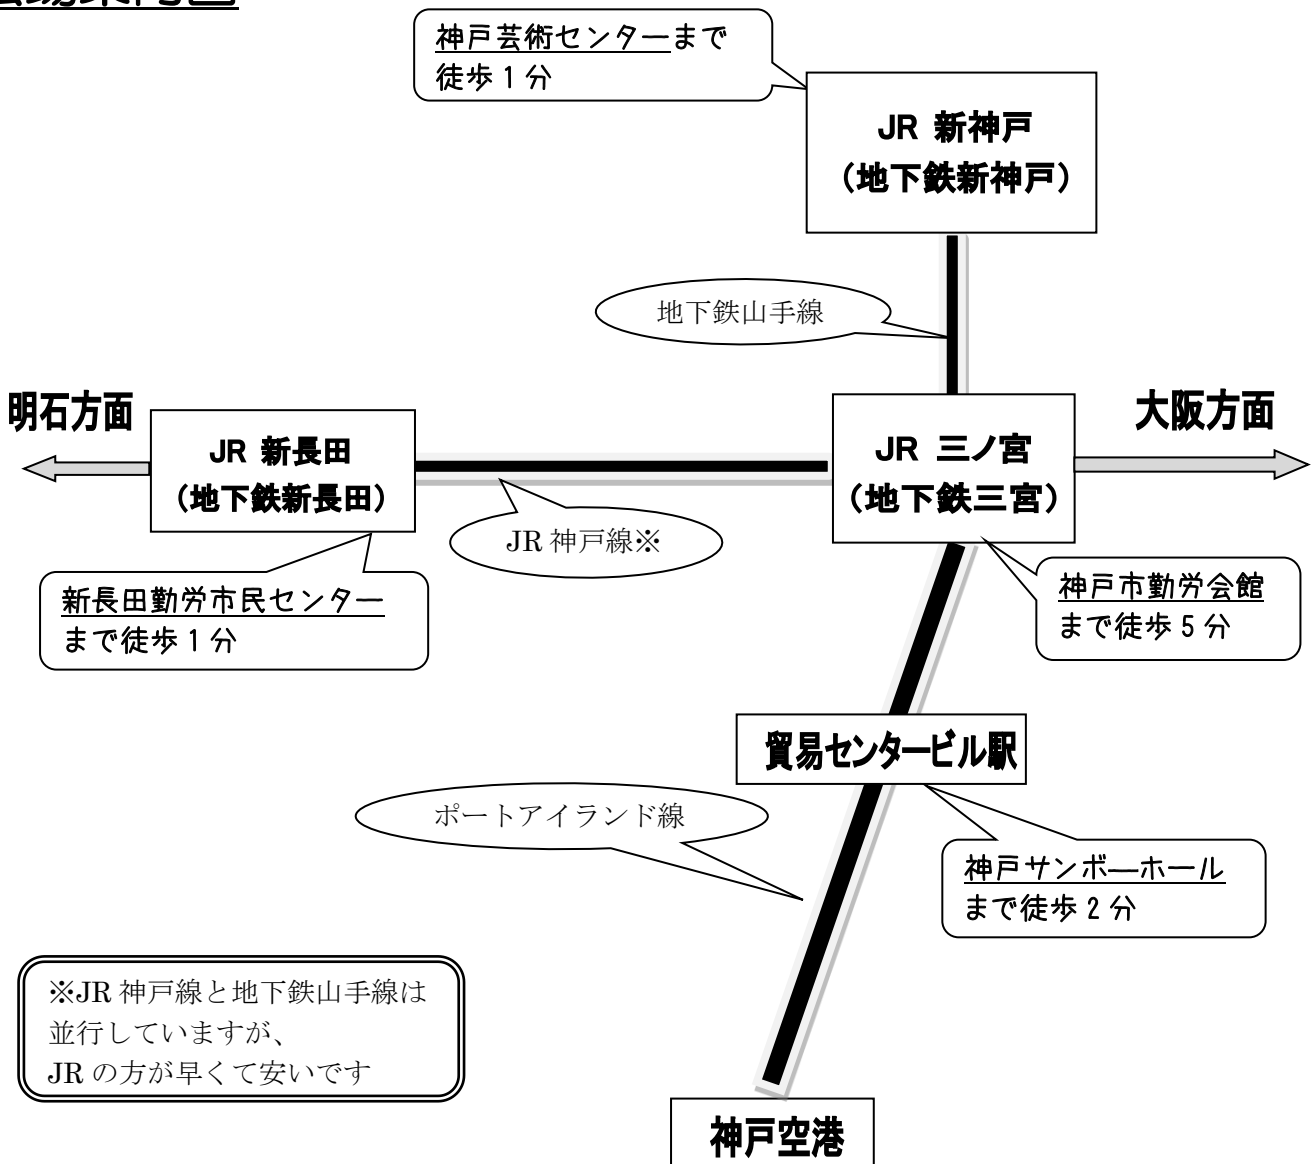 神戸芸術センターまで
徒歩1分
JR 新神戸
（地下鉄新神戸）
地下鉄山手線
明石方面
JR 新長田
（地下鉄新長田）
JR 三ノ宮
（地下鉄三宮）
大阪方面
JR神戸線※
新長田勤労市民センター
まで徒歩1分
神戸市勤労会館
まで徒歩5分
貿易センタービル駅
ポートアイランド線
神戸サンボーホール
まで徒歩2分
※JR神戸線と地下鉄山手線は
並行していますが、
JRの方が早くて安いです
神戸空港